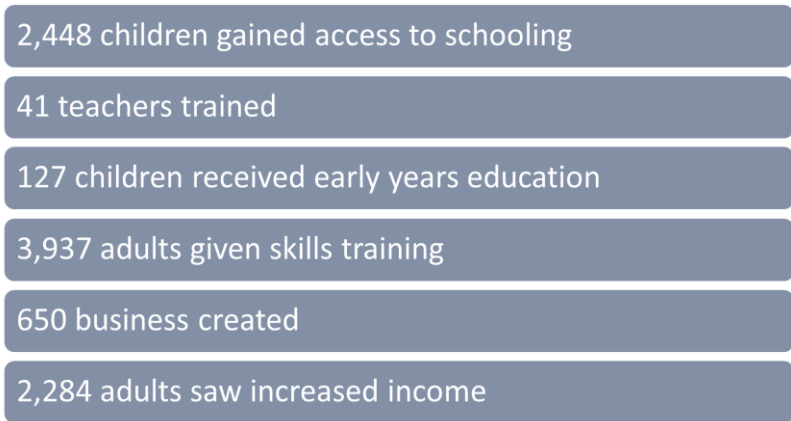 2,448 children gained access to schooling
41 teachers trained
127 children received early years education
3,937 adults given skills training
650 business created
2,284 adults saw increased income